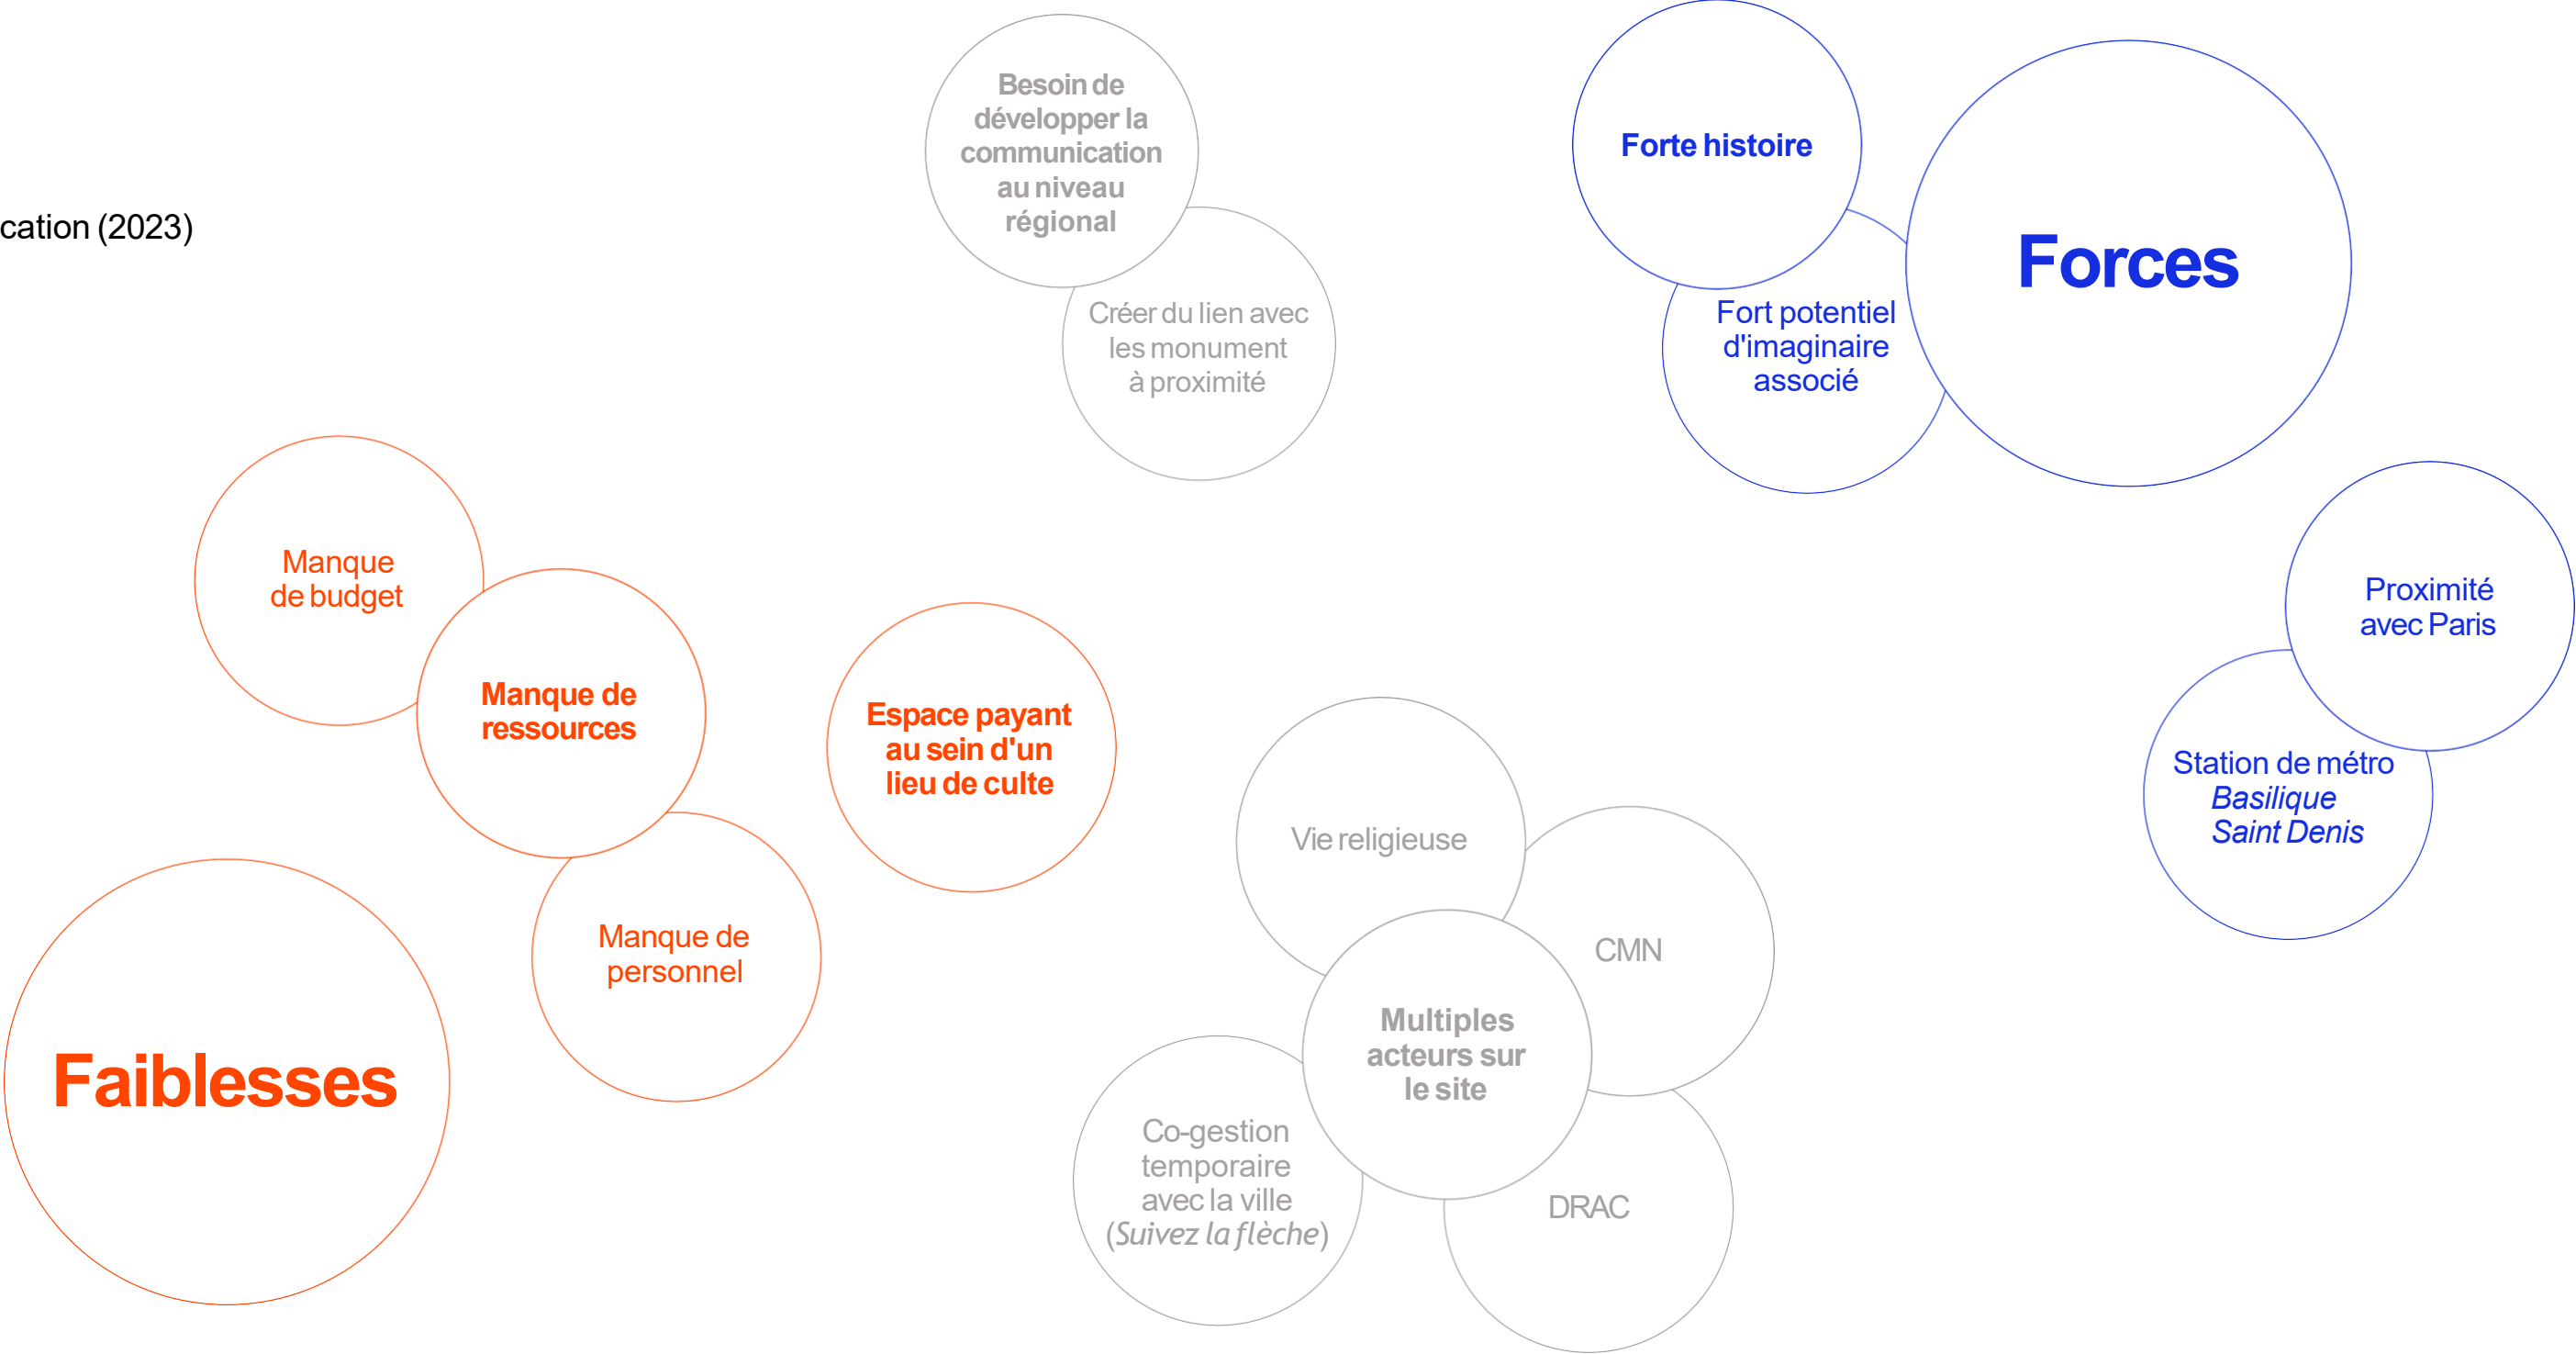 cation (2023)
Besoin de
développer la
communication
au niveau
régional
Créer du lien avec
les monument
à proximité
Forte histoire
Fort potentiel
d'imaginaire
associé
Forces
Proximité
avec Paris
Station de métro
Basilique
Saint Denis
Manque
de budget
Manque de
ressources
Manque de
personnel
Espace payant
au sein d'un
lieu de culte
Faiblesses
Vie religieuse
CMN
Multiples
acteurs sur
le site
Co-gestion
temporaire
avec la ville
(Suivez la flèche)
DRAC